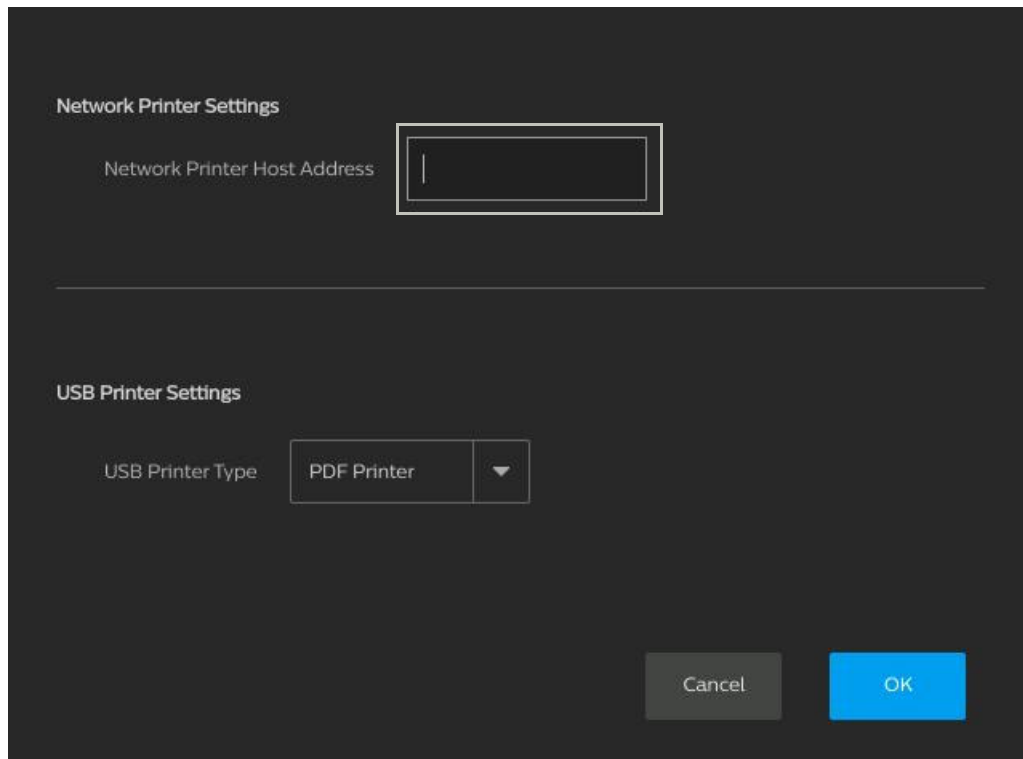 Network Printer Settings
Network Printer Host Address
USB Printer Settings
USB Printer Type
PDF Printer
Cancel
OK